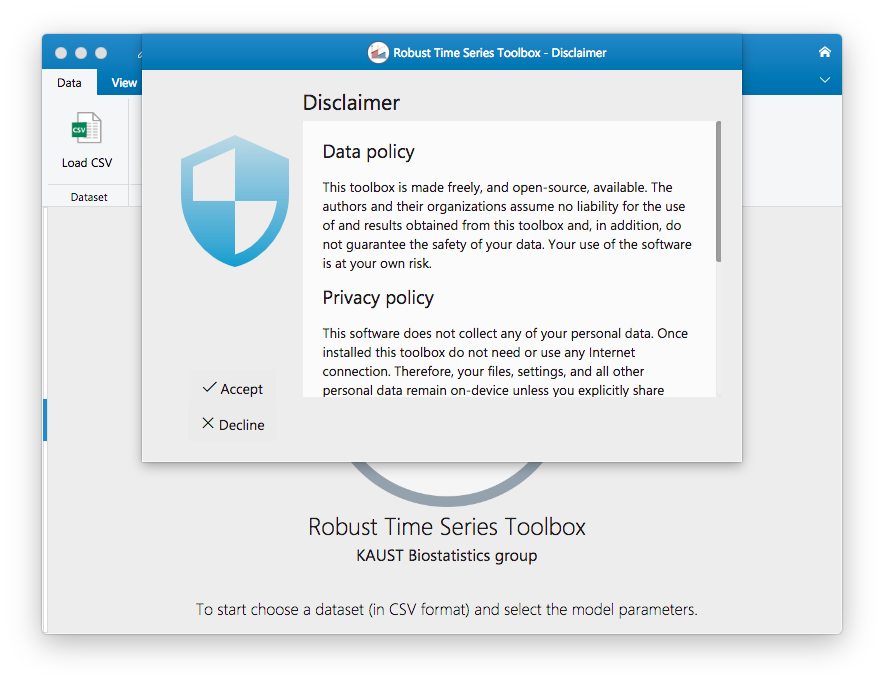 Robust Time Series Toolbox - Disclaimer
Data
View
CSV
Load CSV
Dataset
Disclaimer
Data policy
This toolbox is made freely, and open-source, available. The
authors and their organizations assume no liability for the use
of and results obtained from this toolbox and, in addition, do
not guarantee the safety of your data. Your use of the software
is at your own risk.
Privacy policy
This software does not collect any of your personal data. Once
installed this toolbox do not need or use any Internet
connection. Therefore, your files, settings, and all other
personal data remain on-device unless you explicitly share
Accept
Decline
Robust Time Series Toolbox
KAUST Biostatistics group
To start choose a dataset (in CSV format) and select the model parameters.